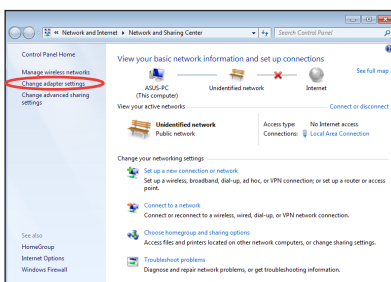 « Network and Internet ▸ Network and Sharing Center
Search Control Panel
Control Panel Home
Manage wireless networks
Change adapter settings
Change advanced sharing
settings
See also
HomeGroup
Internet Options
Windows Firewall
View your basic network information and set up connections
See full map
ASUS-PC
(This computer)
Unidentified network
Internet
View your active networks
Connect or disconnect
Unidentified network
Public network
Access type: No Internet access
Connections: Local Area Connection
Change your networking settings
Set up a new connection or network
Set up a wireless, broadband, dial-up, ad hoc, or VPN connection; or set up a router or access
point.
Connect to a network
Connect or reconnect to a wireless, wired, dial-up, or VPN network connection.
Choose homegroup and sharing options
Access files and printers located on other network computers, or change sharing settings.
Troubleshoot problems
Diagnose and repair network problems, or get troubleshooting information.